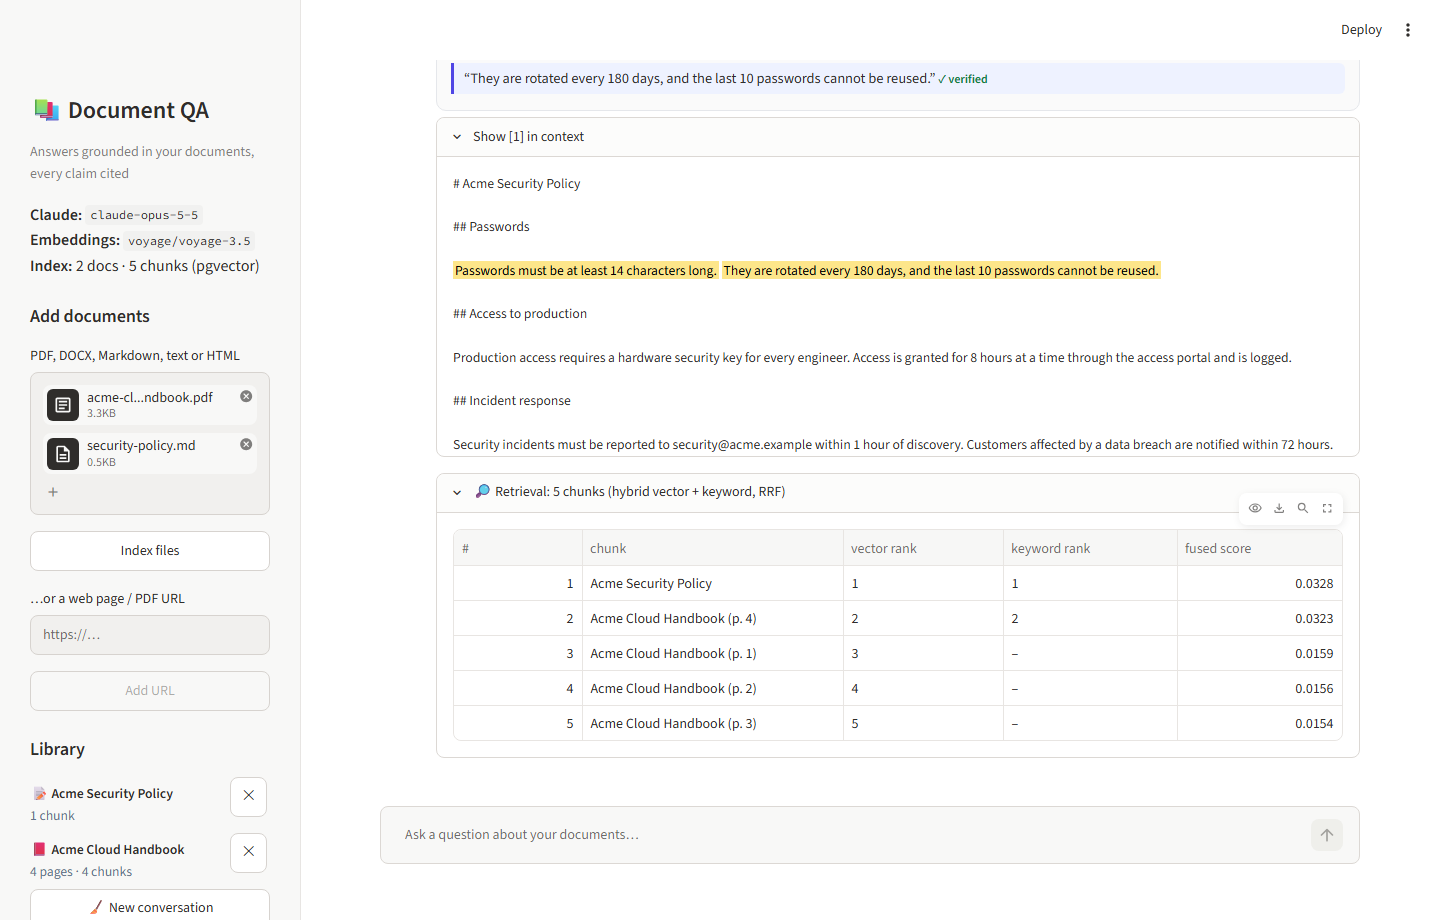 Deploy
Document QA
Answers grounded in your documents,
every claim cited
Claude: claude-opus-5-5
Embeddings: voyage/voyage-3.5
Index: 2 docs · 5 chunks (pgvector)
Add documents
PDF, DOCX, Markdown, text or HTML
acme-cl...ndbook.pdf
3.3KB
security-policy.md
0.5KB
+
Index files
…or a web page / PDF URL
https://…
Add URL
Library
Acme Security Policy
1 chunk
Acme Cloud Handbook
4 pages · 4 chunks
New conversation
“They are rotated every 180 days, and the last 10 passwords cannot be reused.” ✓ verified
Show [1] in context
# Acme Security Policy
## Passwords
Passwords must be at least 14 characters long. They are rotated every 180 days, and the last 10 passwords cannot be reused.
## Access to production
Production access requires a hardware security key for every engineer. Access is granted for 8 hours at a time through the access portal and is logged.
## Incident response
Security incidents must be reported to security@acme.example within 1 hour of discovery. Customers affected by a data breach are notified within 72 hours.
Retrieval: 5 chunks (hybrid vector + keyword, RRF)
# chunk vector rank keyword rank fused score
1 Acme Security Policy 1 1 0.0328
2 Acme Cloud Handbook (p. 4) 2 2 0.0323
3 Acme Cloud Handbook (p. 1) 3 – 0.0159
4 Acme Cloud Handbook (p. 2) 4 – 0.0156
5 Acme Cloud Handbook (p. 3) 5 – 0.0154
Ask a question about your documents…